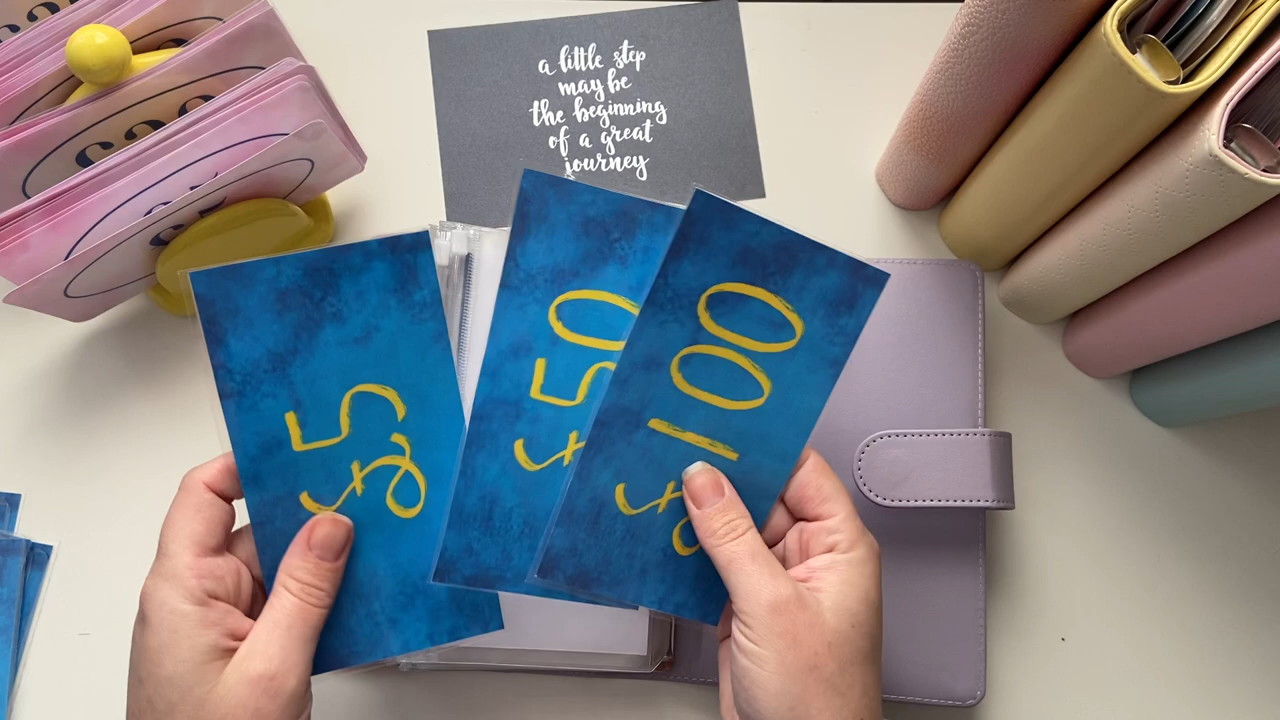 a little step
may be
the beginning
of a great
journey
£5
£50
£100